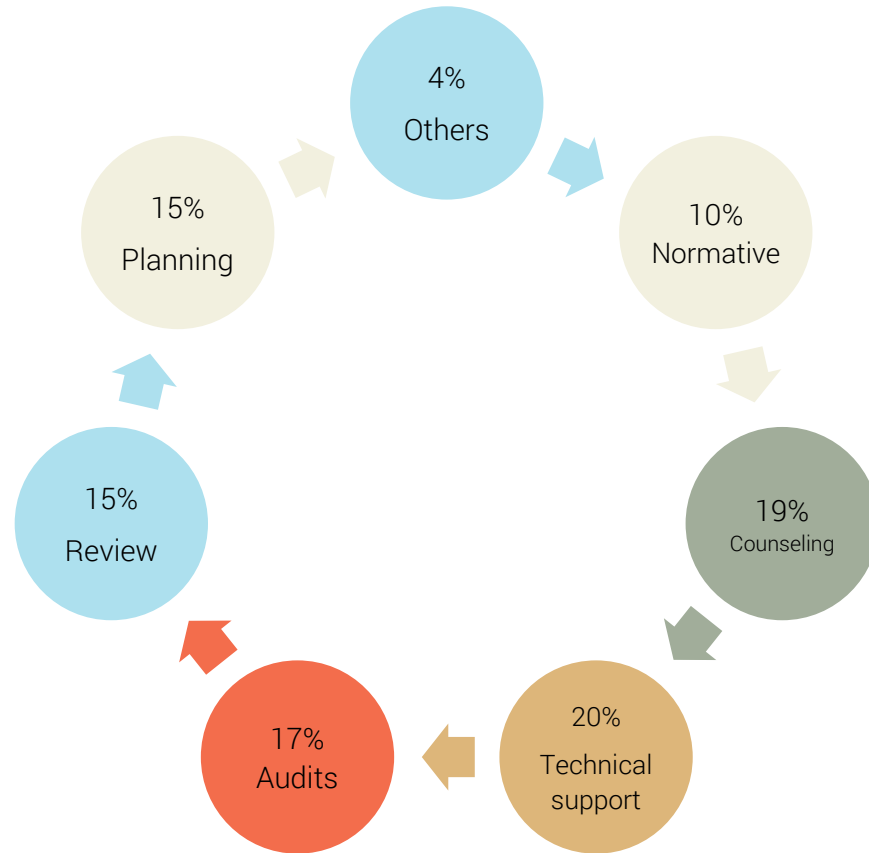 4%
Others
10%
Normative
19%
Counseling
20%
Technical
support
17%
Audits
15%
Review
15%
Planning